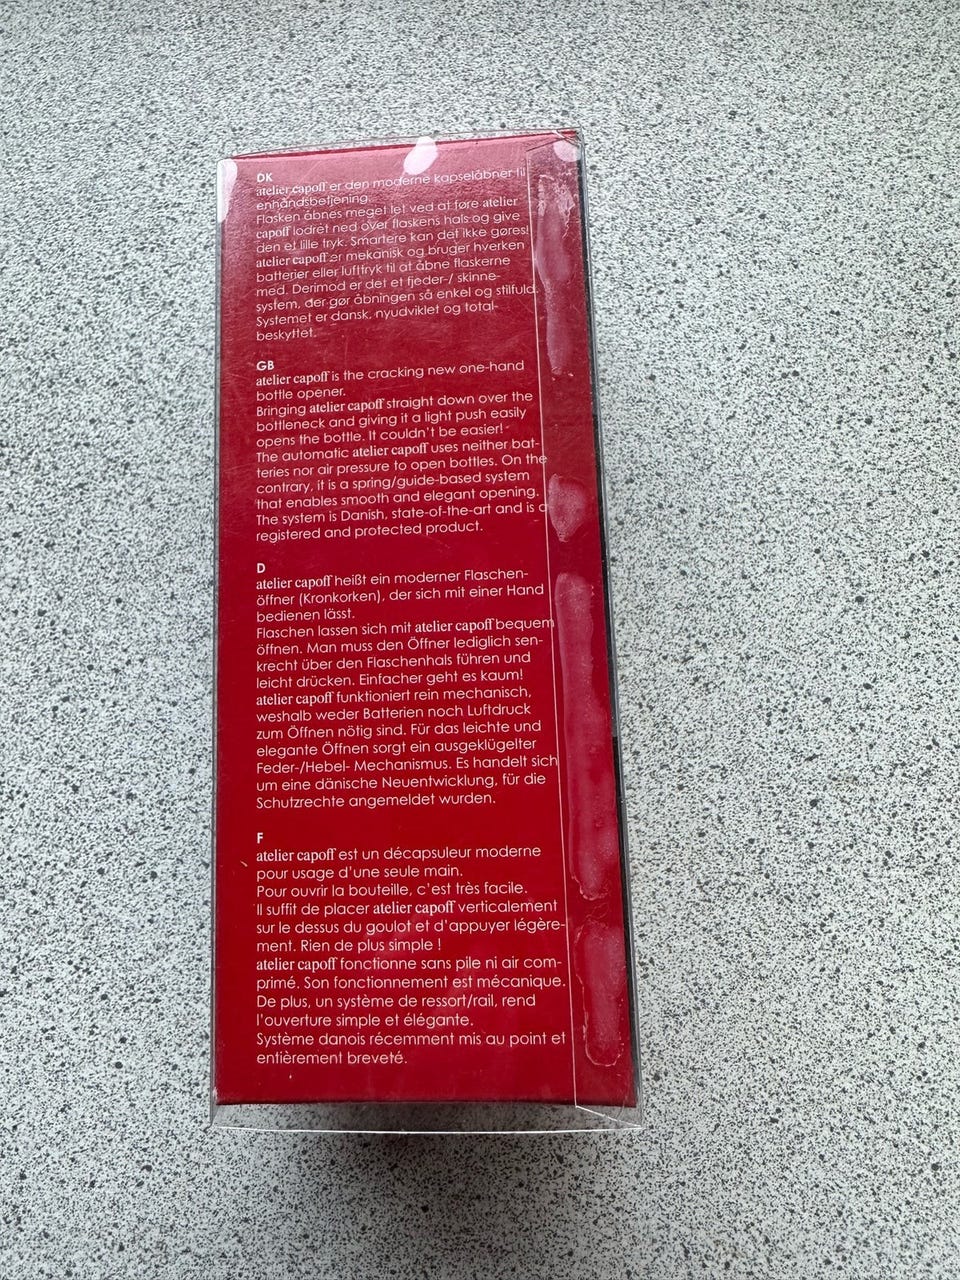 DK
atelier capoff er den moderne kapselåbner til
enhåndsbetjening.
Flasken åbnes meget let ved at føre atelier
capoff lodret ned over flaskens hals og give
den et lille tryk. Smartere kan det ikke gøres!
atelier capoff er mekanisk og bruger hverken
batterier eller lufttryk til at åbne flaskerne
med. Derimod er det et fjeder-/ skinne-
system, der gør åbningen så enkel og stilfuld.
Systemet er dansk, nyudviklet og total-
beskyttet.
GB
atelier capoff is the cracking new one-hand
bottle opener.
Bringing atelier capoff straight down over the
bottleneck and giving it a light push easily
opens the bottle. It couldn't be easier!
The automatic atelier capoff uses neither bat-
teries nor air pressure to open bottles. On the
contrary, it is a spring/guide-based system
that enables smooth and elegant opening.
The system is Danish, state-of-the-art and is a
registered and protected product.
D
atelier capoff heißt ein moderner Flaschen-
öffner (Kronkorken), der sich mit einer Hand
bedienen lässt.
Flaschen lassen sich mit atelier capoff bequem
öffnen. Man muss den Öffner lediglich sen-
krecht über den Flaschenhals führen und
leicht drücken. Einfacher geht es kaum!
atelier capoff funktioniert rein mechanisch,
weshalb weder Batterien noch Luftdruck
zum Öffnen nötig sind. Für das leichte und
elegante Öffnen sorgt ein ausgeklügelter
Feder-/Hebel- Mechanismus. Es handelt sich
um eine dänische Neuentwicklung, für die
Schutzrechte angemeldet wurden.
F
atelier capoff est un décapsuleur moderne
pour usage d'une seule main.
Pour ouvrir la bouteille, c'est très facile.
Il suffit de placer atelier capoff verticalement
sur le dessus du goulot et d'appuyer légère-
ment. Rien de plus simple !
atelier capoff fonctionne sans pile ni air com-
primé. Son fonctionnement est mécanique.
De plus, un système de ressort/rail, rend
l'ouverture simple et élégante.
Système danois récemment mis au point et
entièrement breveté.